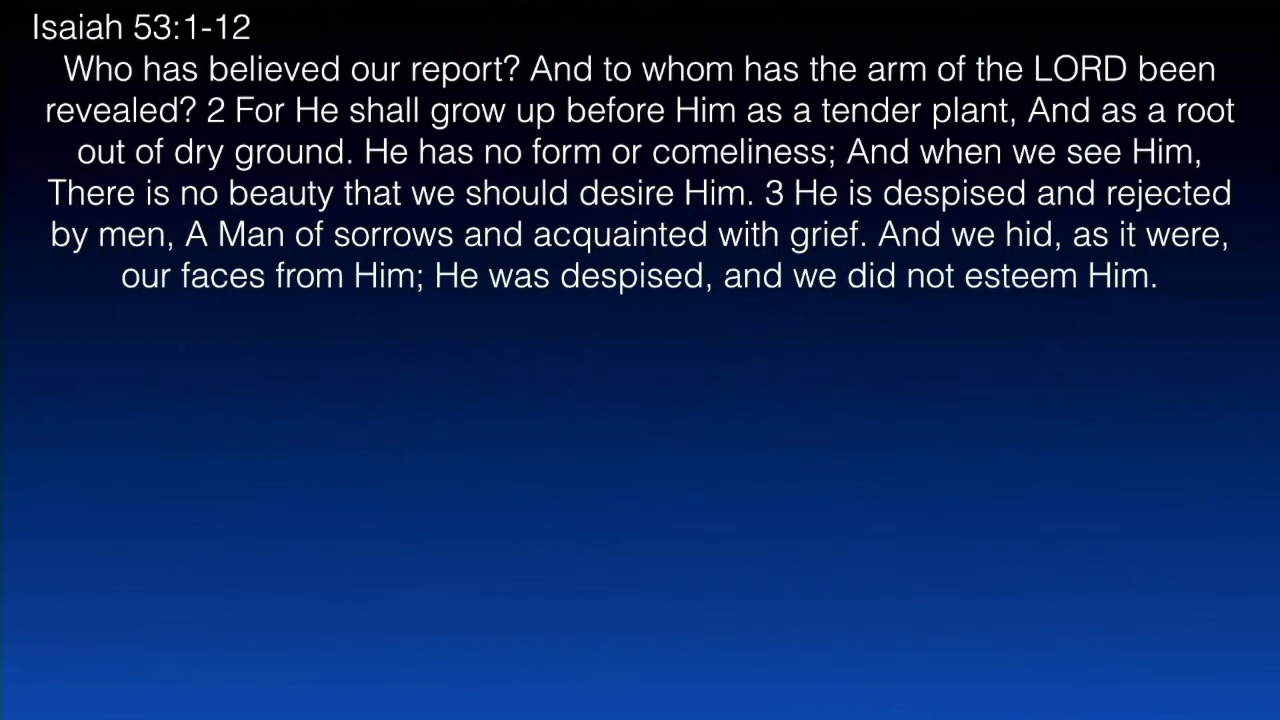 Isaiah 53:1-12
Who has believed our report? And to whom has the arm of the LORD been
revealed? 2 For He shall grow up before Him as a tender plant, And as a root
out of dry ground. He has no form or comeliness; And when we see Him,
There is no beauty that we should desire Him. 3 He is despised and rejected
by men, A Man of sorrows and acquainted with grief. And we hid, as it were,
our faces from Him; He was despised, and we did not esteem Him.